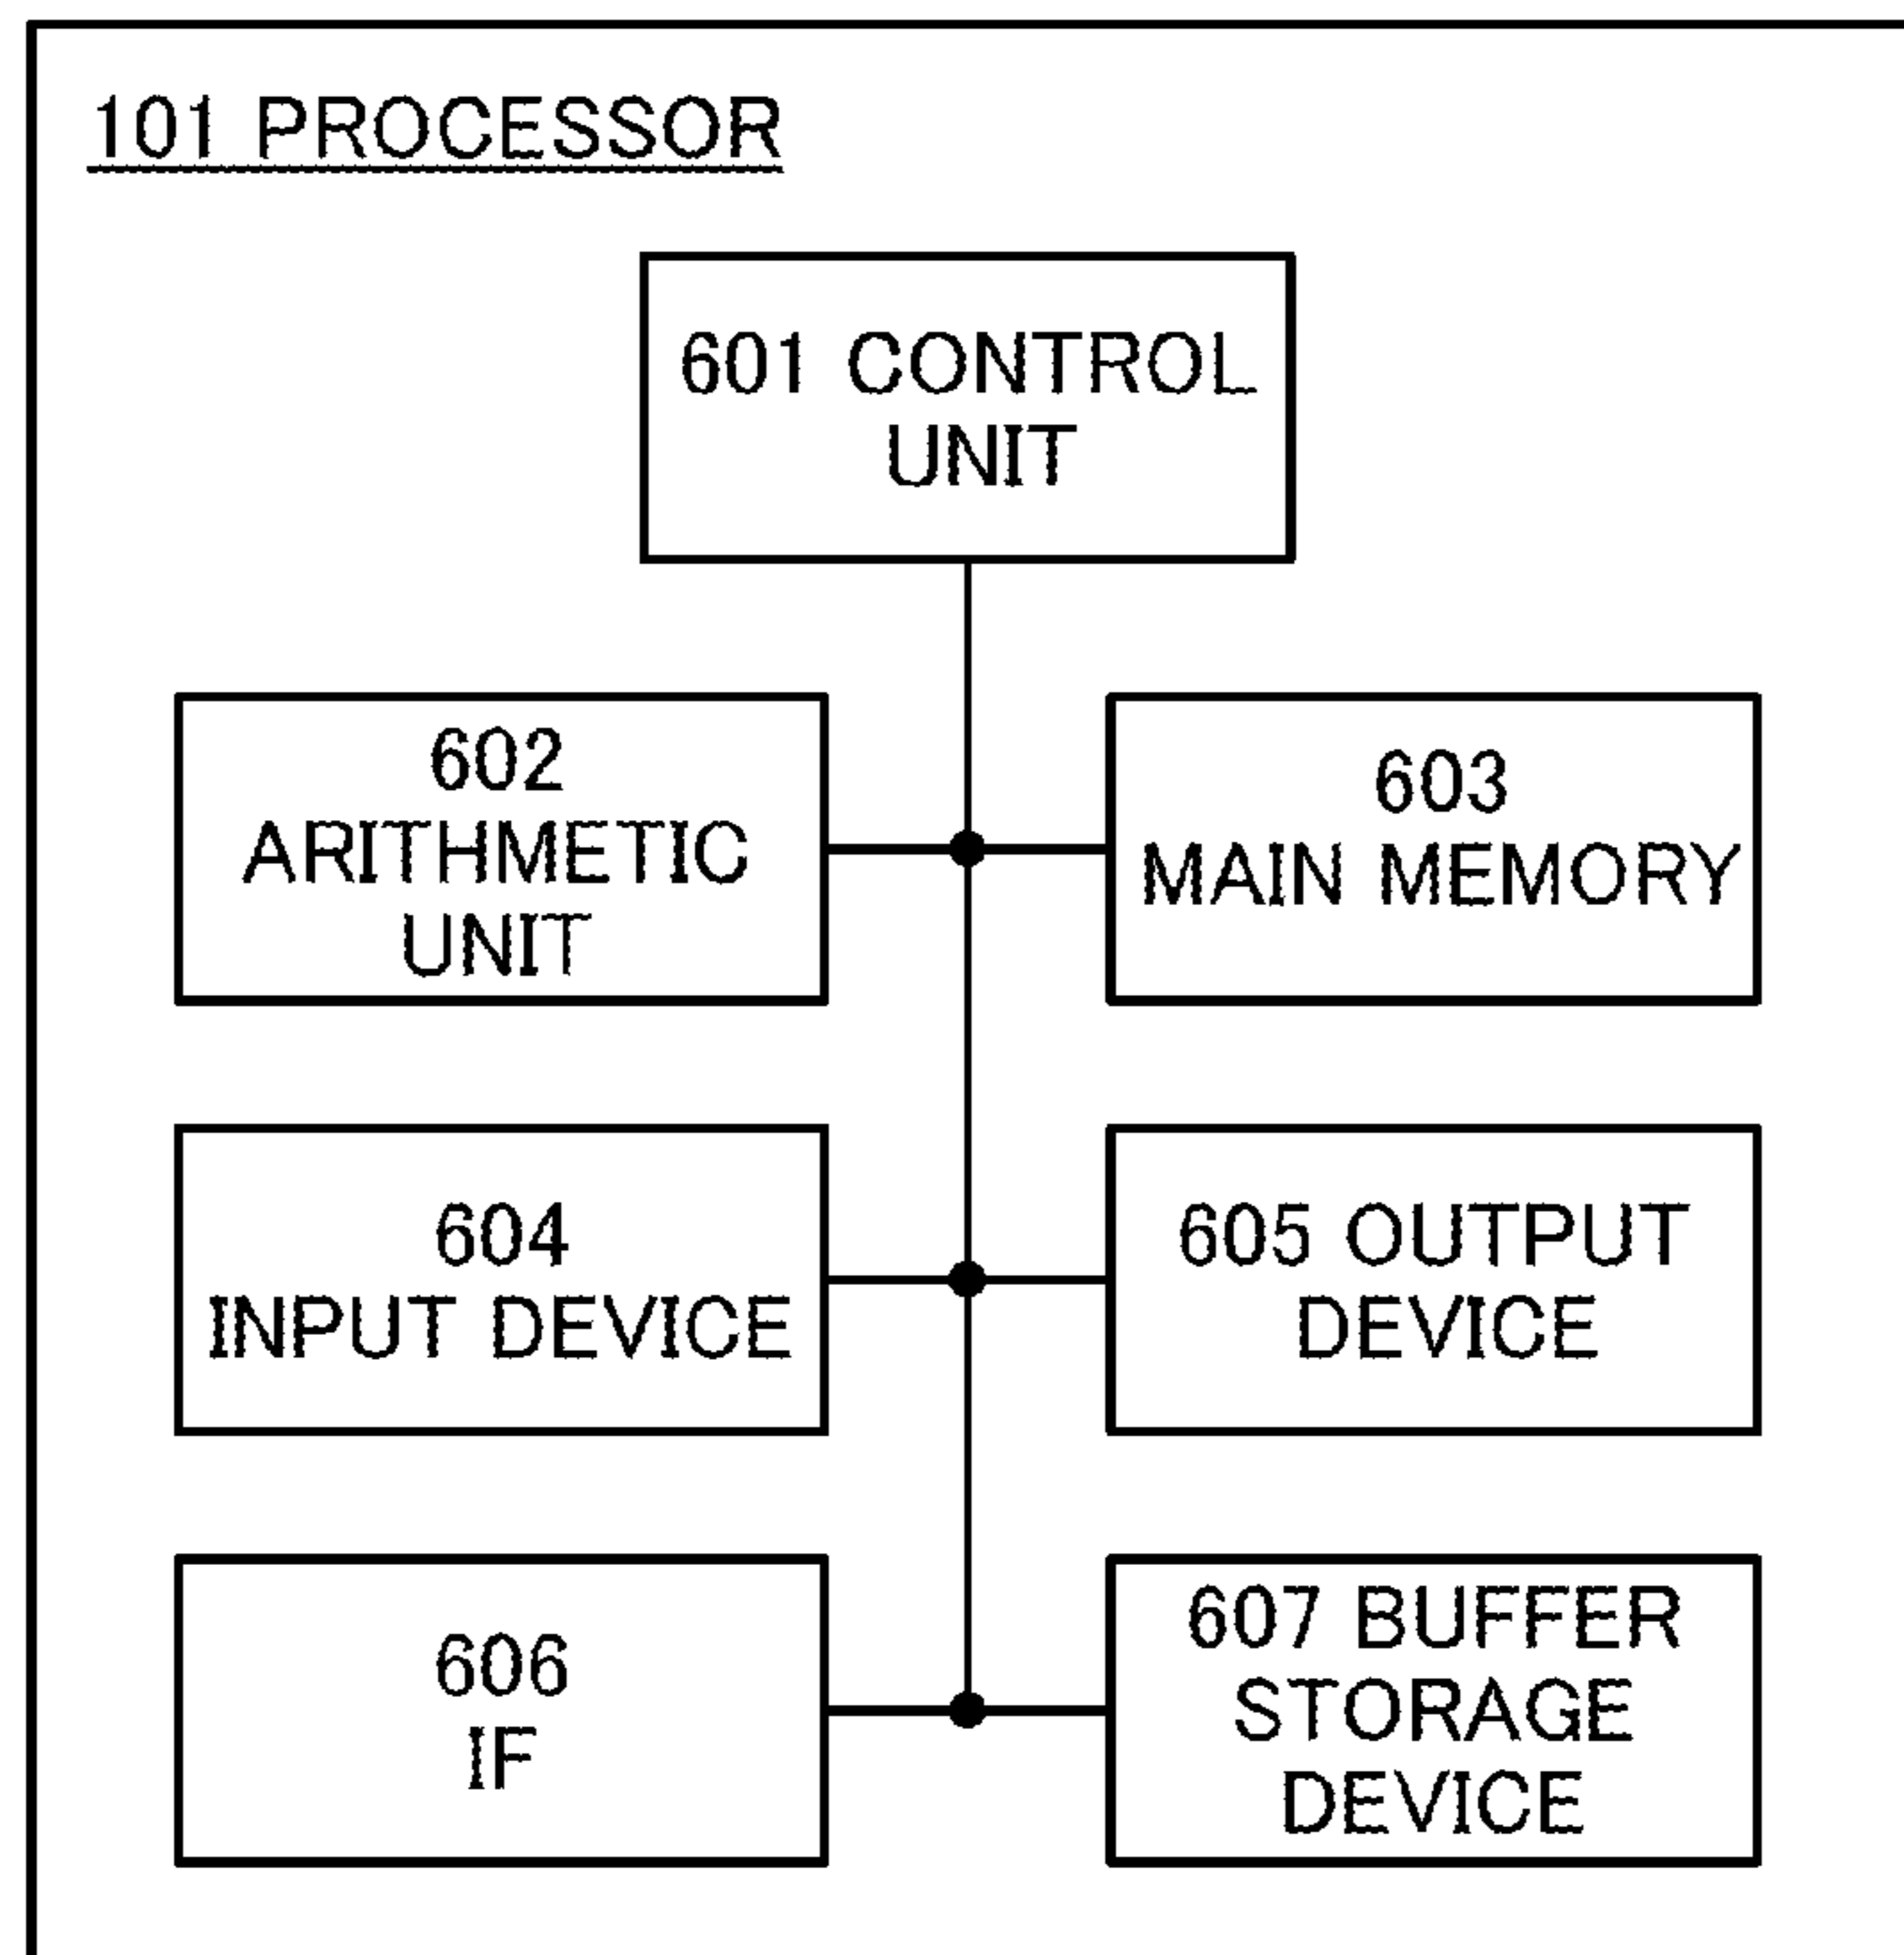 101 PROCESSOR
601 CONTROL
UNIT
602
ARITHMETIC
UNIT
603
MAIN MEMORY
604
INPUT DEVICE
605 OUTPUT
DEVICE
606
IF
607 BUFFER
STORAGE
DEVICE